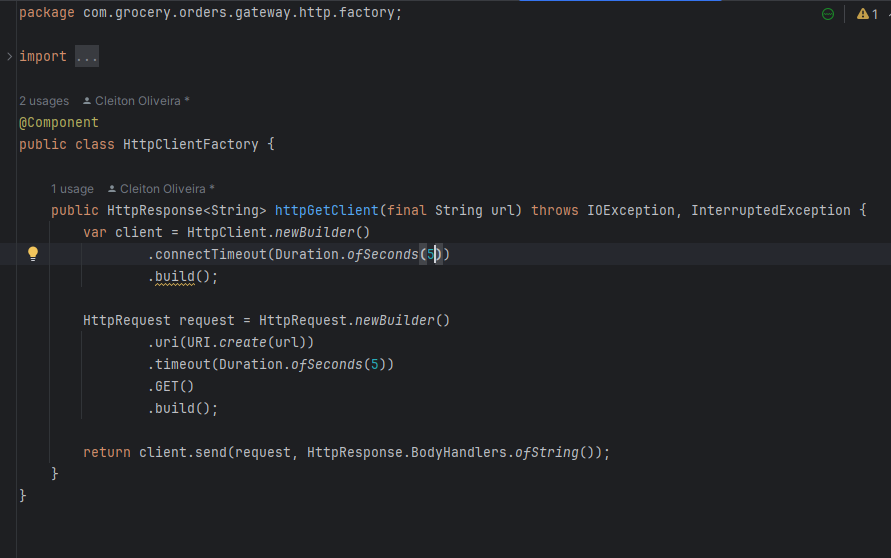 package com.grocery.orders.gateway.http.factory;
1
import ...
2 usages Cleiton Oliveira *
@Component
public class HttpClientFactory {
1 usage Cleiton Oliveira *
public HttpResponse<String> httpGetClient(final String url) throws IOException, InterruptedException {
var client = HttpClient.newBuilder()
.connectTimeout(Duration.ofSeconds(5))
.build();
HttpRequest request = HttpRequest.newBuilder()
.uri(URI.create(url))
.timeout(Duration.ofSeconds(5))
.GET()
.build();
return client.send(request, HttpResponse.BodyHandlers.ofString());
}
}